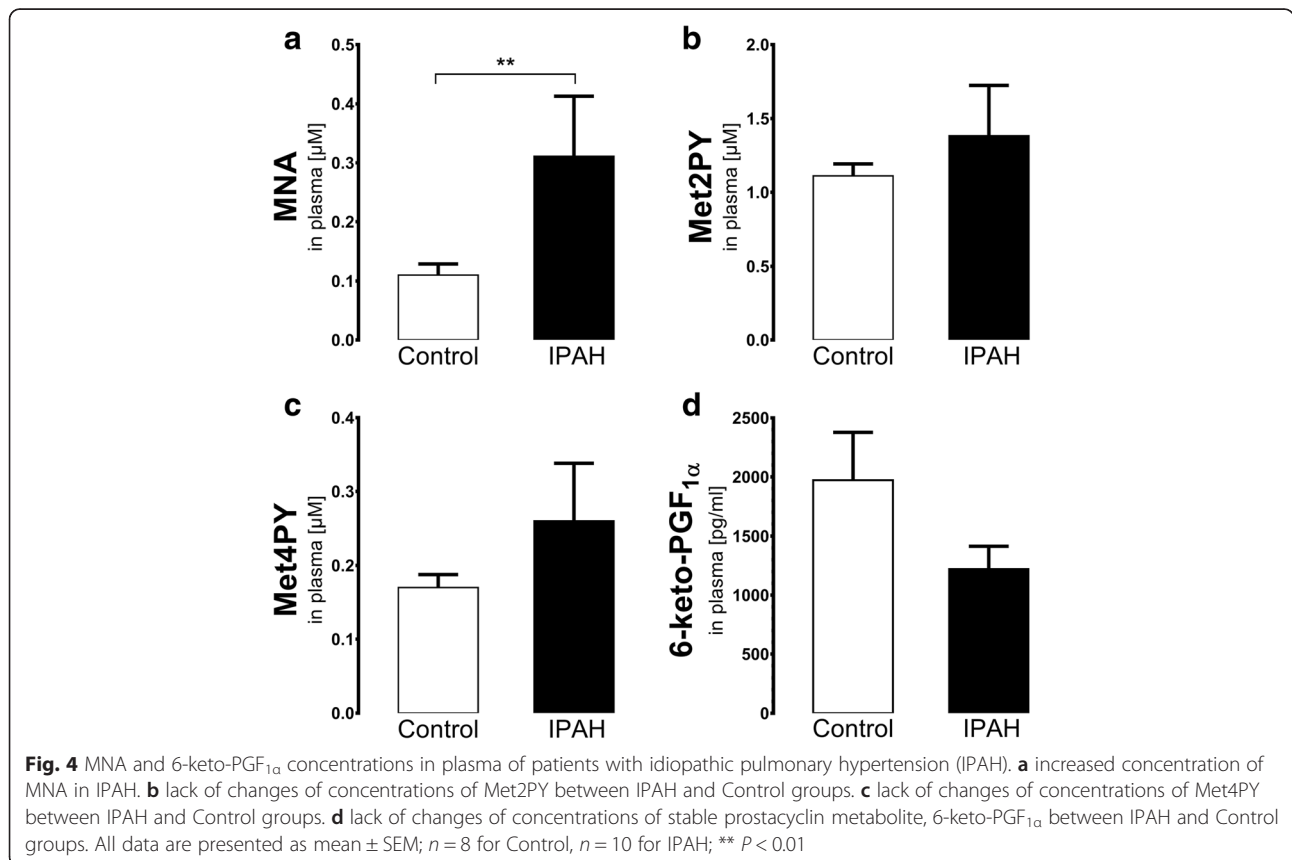 a
0.5
**
0.4
0.3
0.2
0.1
0.0
MNA
in plasma [µM]
Control IPAH
b
2.0
1.5
1.0
0.5
0.0
Met2PY
in plasma [µM]
Control IPAH
c
0.4
0.3
0.2
0.1
0.0
Met4PY
in plasma [µM]
Control IPAH
d
2500
2000
1500
1000
500
0
6-keto-PGF1α
in plasma [pg/ml]
Control IPAH
Fig. 4 MNA and 6-keto-PGF1α concentrations in plasma of patients with idiopathic pulmonary hypertension (IPAH). a increased concentration of
MNA in IPAH. b lack of changes of concentrations of Met2PY between IPAH and Control groups. c lack of changes of concentrations of Met4PY
between IPAH and Control groups. d lack of changes of concentrations of stable prostacyclin metabolite, 6-keto-PGF1α between IPAH and Control
groups. All data are presented as mean ± SEM; n = 8 for Control, n = 10 for IPAH; ** P < 0.01